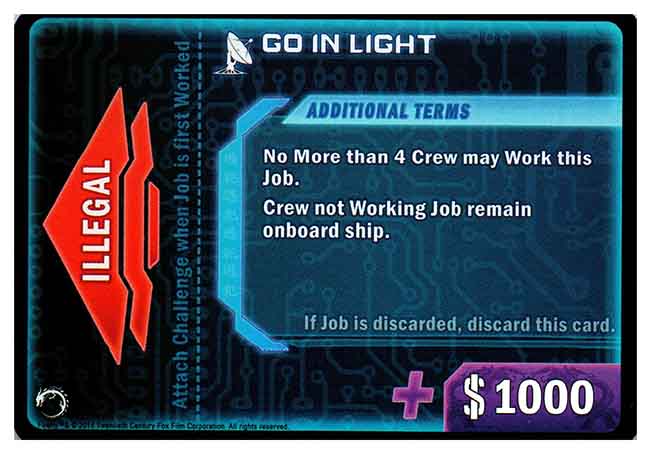 GO IN LIGHT
ADDITIONAL TERMS
ILLEGAL
Attach Challenge when Job is first Worked
No More than 4 Crew may Work this
Job.
Crew not Working Job remain
onboard ship.
If Job is discarded, discard this card.
+ $ 1000
Twentieth Century Fox Film Corporation. All rights reserved.